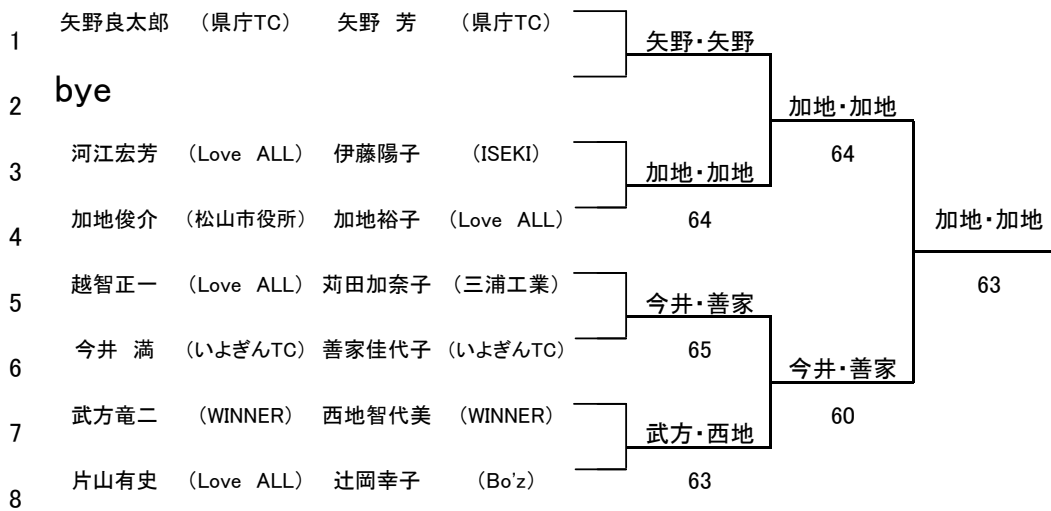 1 矢野良太郎 (県庁TC) 矢野 芳 (県庁TC)
矢野・矢野
2 bye
加地・加地
64
3 河江宏芳 (Love ALL) 伊藤陽子 (ISEKI)
加地・加地
64
4 加地俊介 (松山市役所) 加地裕子 (Love ALL)
加地・加地
63
5 越智正一 (Love ALL) 苅田加奈子 (三浦工業)
今井・善家
65
6 今井 満 (いよぎんTC) 善家佳代子 (いよぎんTC)
今井・善家
60
7 武方竜二 (WINNER) 西地智代美 (WINNER)
武方・西地
63
8 片山有史 (Love ALL) 辻岡幸子 (Bo'z)